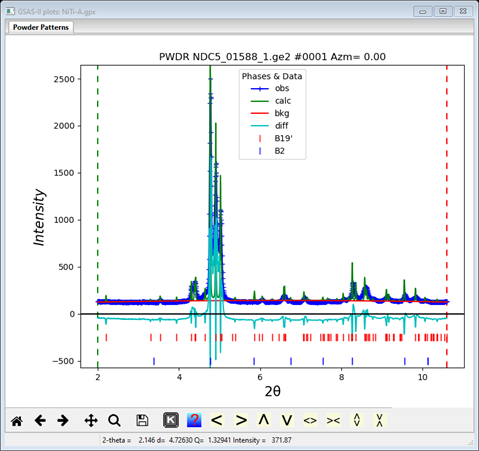 GSAS-II plots: NiTi-A.gpx
Powder Patterns
PWDR NDC5_01588_1.ge2 #0001 Azm= 0.00
Phases & Data
obs
calc
bkg
diff
B19'
B2
Intensity
2500
2000
1500
1000
500
0
−500
2 4 6 8 10
2θ
K ?
2-theta = 2.146 d= 4.72630 Q= 1.32941 Intensity = 371.87